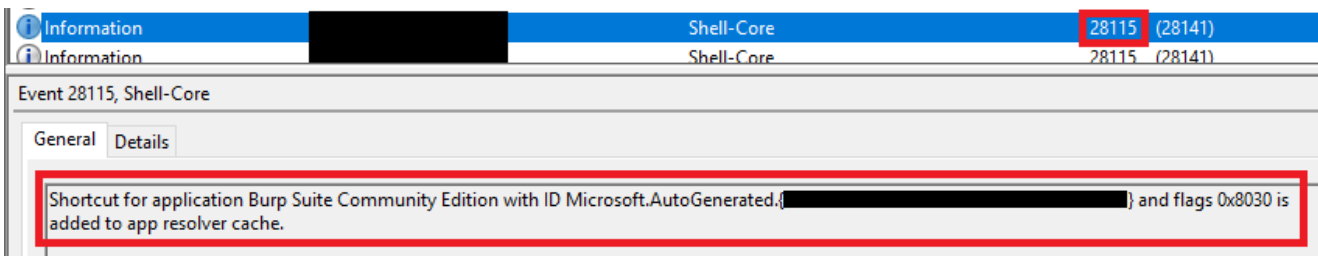 Information Shell-Core 28115 (28141)
Information Shell-Core 28115 (28141)
Event 28115, Shell-Core
General Details
Shortcut for application Burp Suite Community Edition with ID Microsoft.AutoGenerated.{ } and flags 0x8030 is
added to app resolver cache.